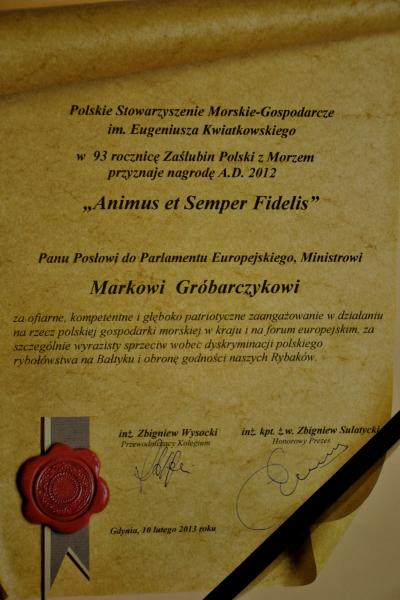 Polskie Stowarzyszenie Morskie-Gospodarcze
im. Eugeniusza Kwiatkowskiego
w 93 rocznicę Zaślubin Polski z Morzem
przyznaje nagrodę A.D. 2012
„Animus et Semper Fidelis”
Panu Posłowi do Parlamentu Europejskiego, Ministrowi
Markowi Gróbarczykowi
za ofiarne, kompetentne i głęboko patriotyczne zaangażowanie w działaniu
na rzecz polskiej gospodarki morskiej w kraju i na forum europejskim, za
szczególnie wyrazisty sprzeciw wobec dyskryminacji polskiego
rybołówstwa na Bałtyku i obronę godności naszych Rybaków.
inż. Zbigniew Wysocki inż. kpt. ż.w. Zbigniew Sulatycki
Przewodniczący Kolegium Honorowy Prezes
Gdynia, 10 lutego 2013 roku